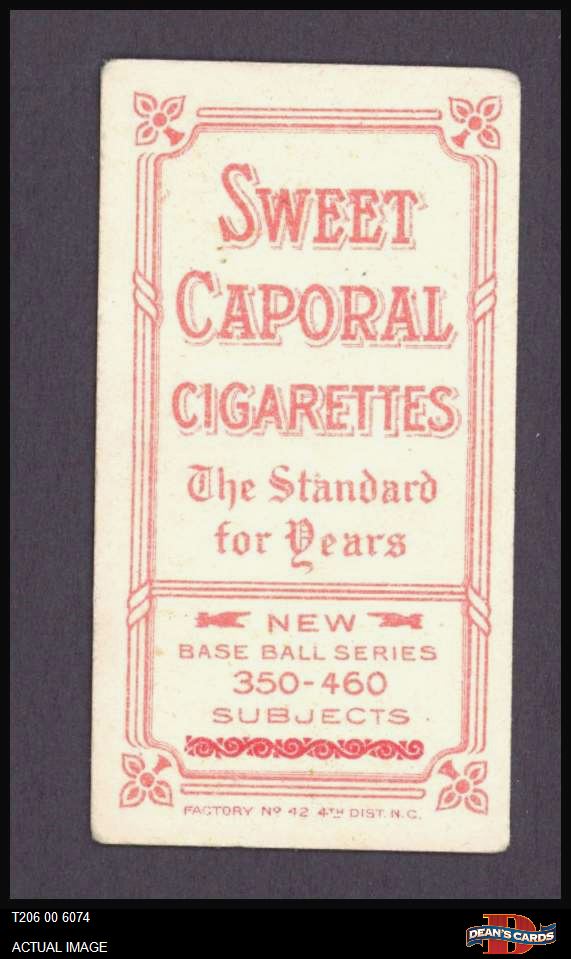 SWEET
CAPORAL
CIGARETTES
The Standard
for Years
NEW
BASE BALL SERIES
350-460
SUBJECTS
FACTORY Nº 42 4TH DIST. N.C.
T206 00 6074
ACTUAL IMAGE
D
DEAN'S CARDS